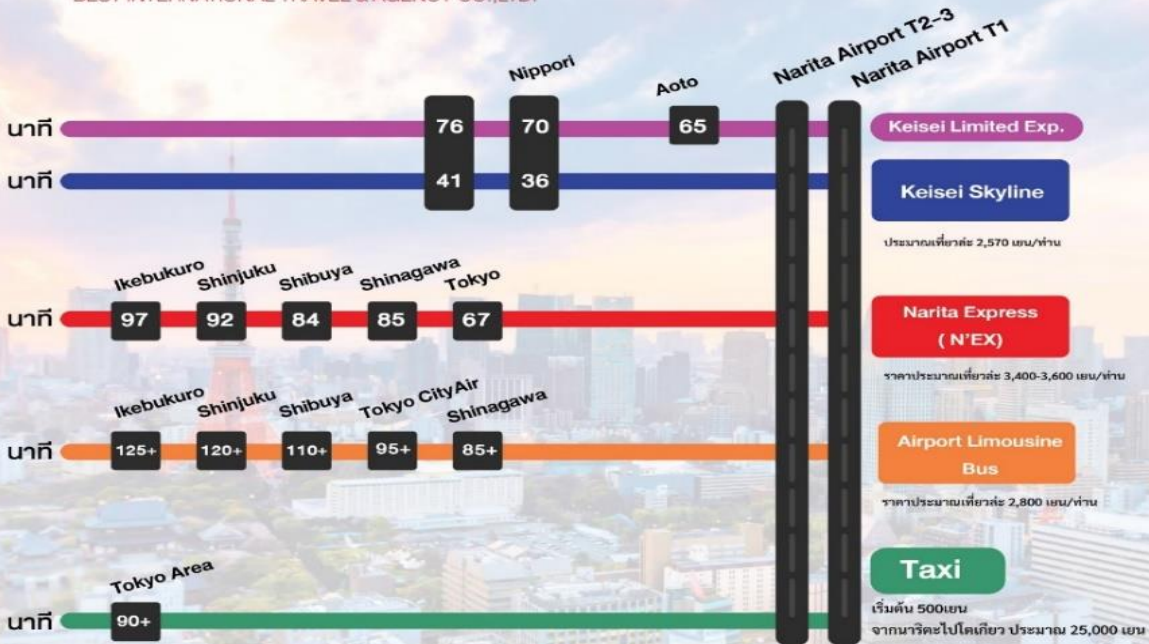 Narita Airport T2-3
Narita Airport T1
Nippori
Aoto
นาที
76
70
65
Keisei Limited Exp.
นาที
41
36
Keisei Skyline
ประมาณเที่ยวล่ะ 2,570 เยน/ท่าน
Ikebukuro
Shinjuku
Shibuya
Shinagawa
Tokyo
นาที
97
92
84
85
67
Narita Express
( N'EX)
ราคาประมาณเที่ยวล่ะ 3,400-3,600 เยน/ท่าน
Ikebukuro
Shinjuku
Shibuya
Tokyo CityAir
Shinagawa
นาที
125+
120+
110+
95+
85+
Airport Limousine
Bus
ราคาประมาณเที่ยวล่ะ 2,800 เยน/ท่าน
Tokyo Area
นาที
90+
Taxi
เริ่มต้น 500เยน
จากนาริตะไปโตเกียว ประมาณ 25,000 เยน